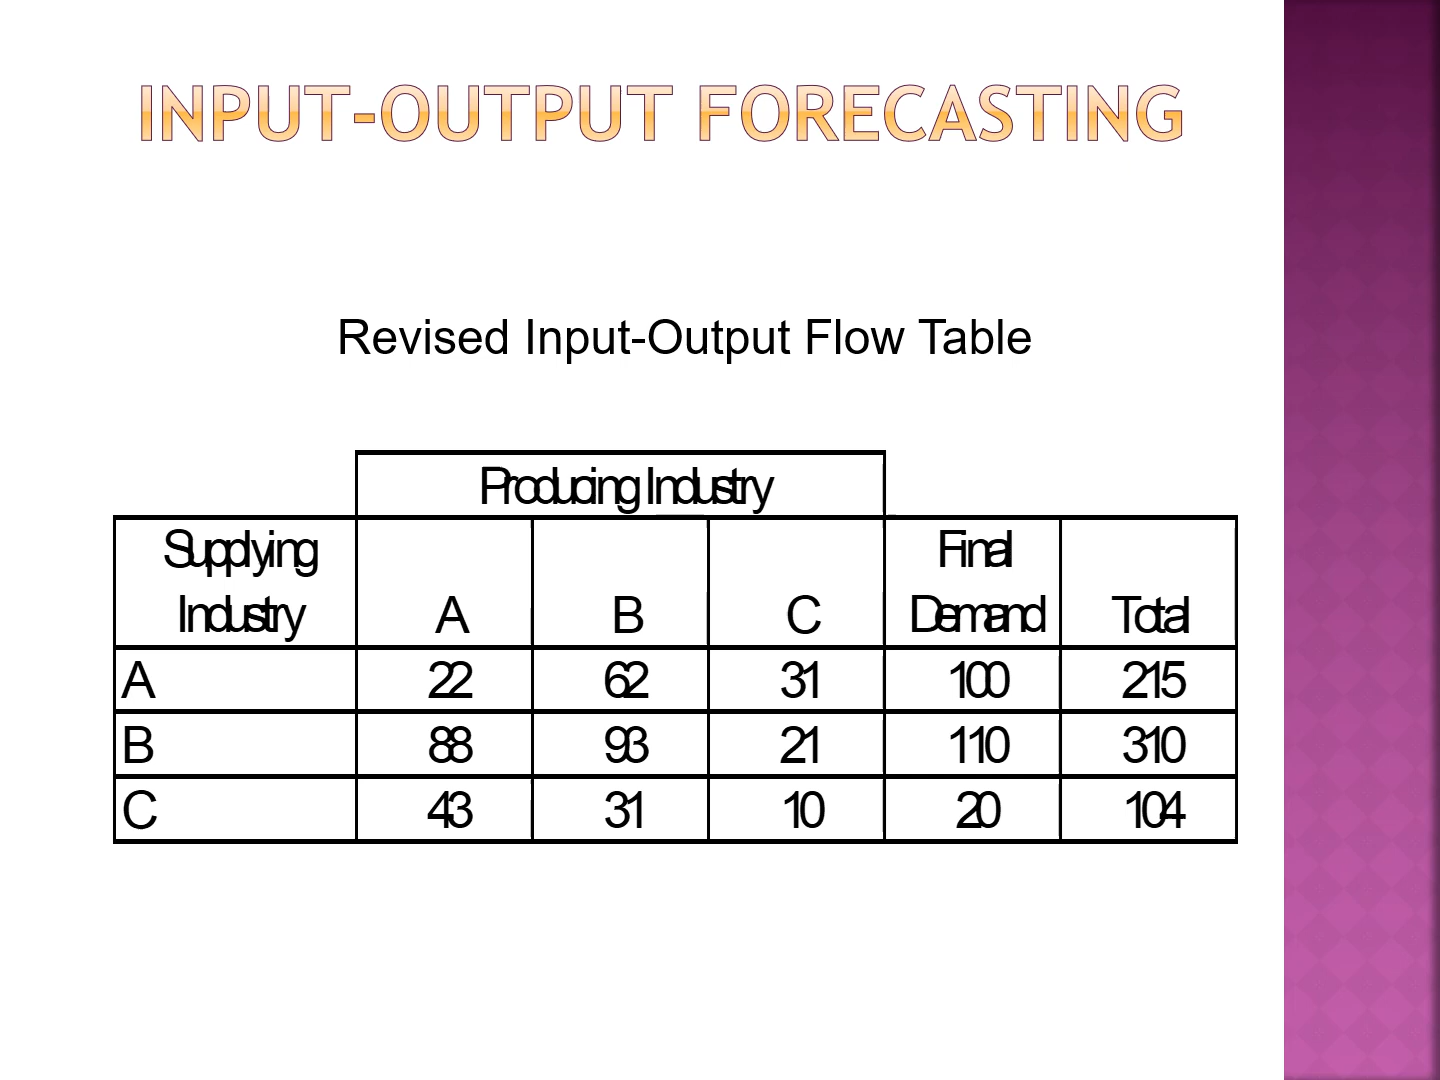 INPUT-OUTPUT FORECASTING
Revised Input-Output Flow Table
Producing Industry
Supplying Industry A B C Final Demand Total
A 22 62 31 100 215
B 88 93 21 110 310
C 43 31 10 20 104